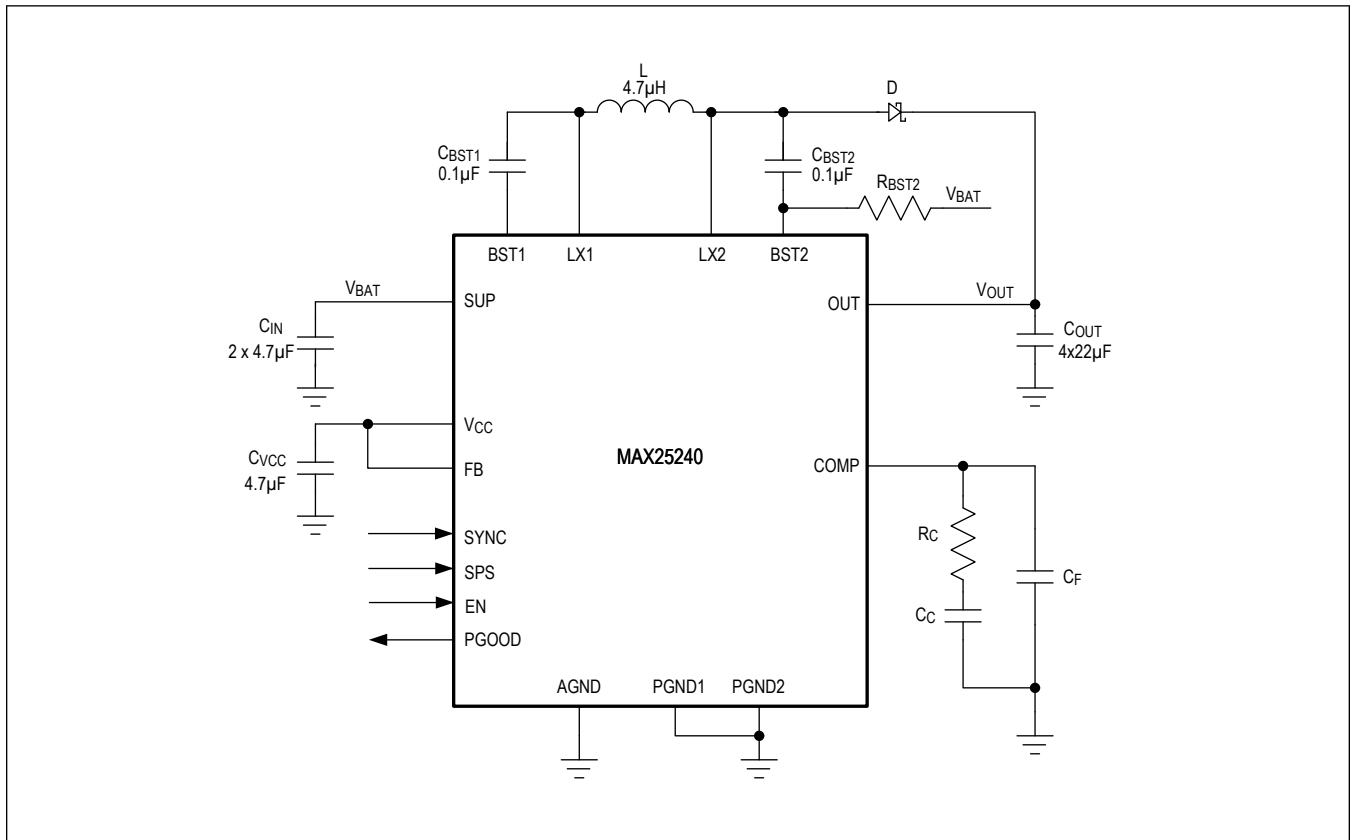 L
4.7µH
D
CBST1
0.1µF
CBST2
0.1µF
RBST2
VBAT
BST1
LX1
LX2
BST2
VBAT
SUP
OUT
VOUT
CIN
2 x 4.7µF
COUT
4x22µF
VCC
CVCC
4.7µF
FB
MAX25240
COMP
SYNC
SPS
EN
PGOOD
RC
CC
CF
AGND
PGND1
PGND2